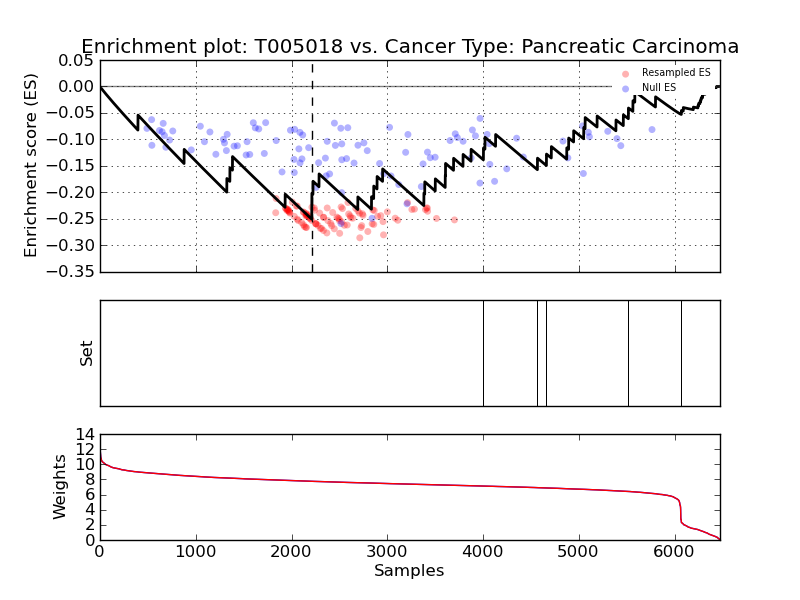 Enrichment plot: T005018 vs. Cancer Type: Pancreatic Carcinoma
Enrichment score (ES)
0.05
0.00
−0.05
−0.10
−0.15
−0.20
−0.25
−0.30
−0.35
Resampled ES
Null ES
Set
Weights
14
12
10
8
6
4
2
0
0 1000 2000 3000 4000 5000 6000
Samples